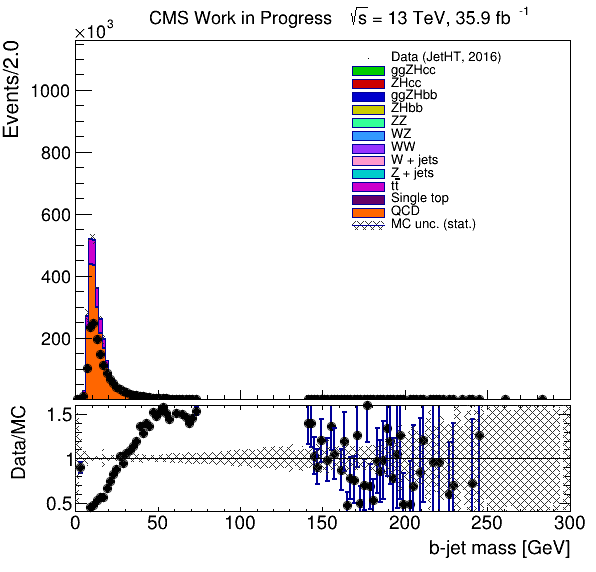 CMS Work in Progress √s = 13 TeV, 35.9 fb⁻¹
×10³
Events/2.0
1000
800
600
400
200
Data (JetHT, 2016)
ggZHcc
ZHcc
ggZHbb
ZHbb
ZZ
WZ
WW
W + jets
Z + jets
tt̅
Single top
QCD
MC unc. (stat.)
Data/MC
1.5
1
0.5
0 50 100 150 200 250 300
b-jet mass [GeV]